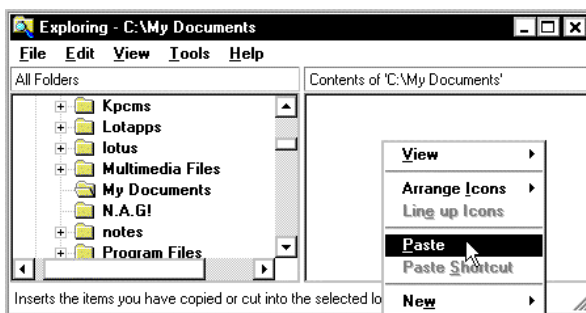 Exploring - C:\My Documents
File Edit View Tools Help
All Folders
Contents of 'C:\My Documents'
Kpcms
Lotapps
lotus
Multimedia Files
My Documents
N.A.G!
notes
Program Files
View
Arrange Icons
Line up Icons
Paste
Paste Shortcut
New
Inserts the items you have copied or cut into the selected lo